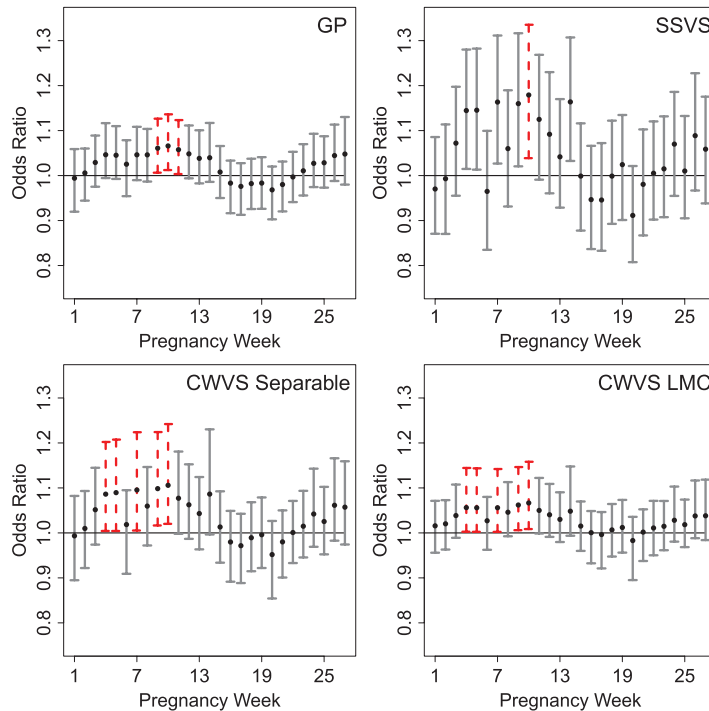 GP
Odds Ratio
1.3
1.2
1.1
1.0
0.9
0.8
1 7 13 19 25
Pregnancy Week
SSVS
Odds Ratio
1.3
1.2
1.1
1.0
0.9
0.8
1 7 13 19 25
Pregnancy Week
CWVS Separable
Odds Ratio
1.3
1.2
1.1
1.0
0.9
0.8
1 7 13 19 25
Pregnancy Week
CWVS LMC
Odds Ratio
1.3
1.2
1.1
1.0
0.9
0.8
1 7 13 19 25
Pregnancy Week